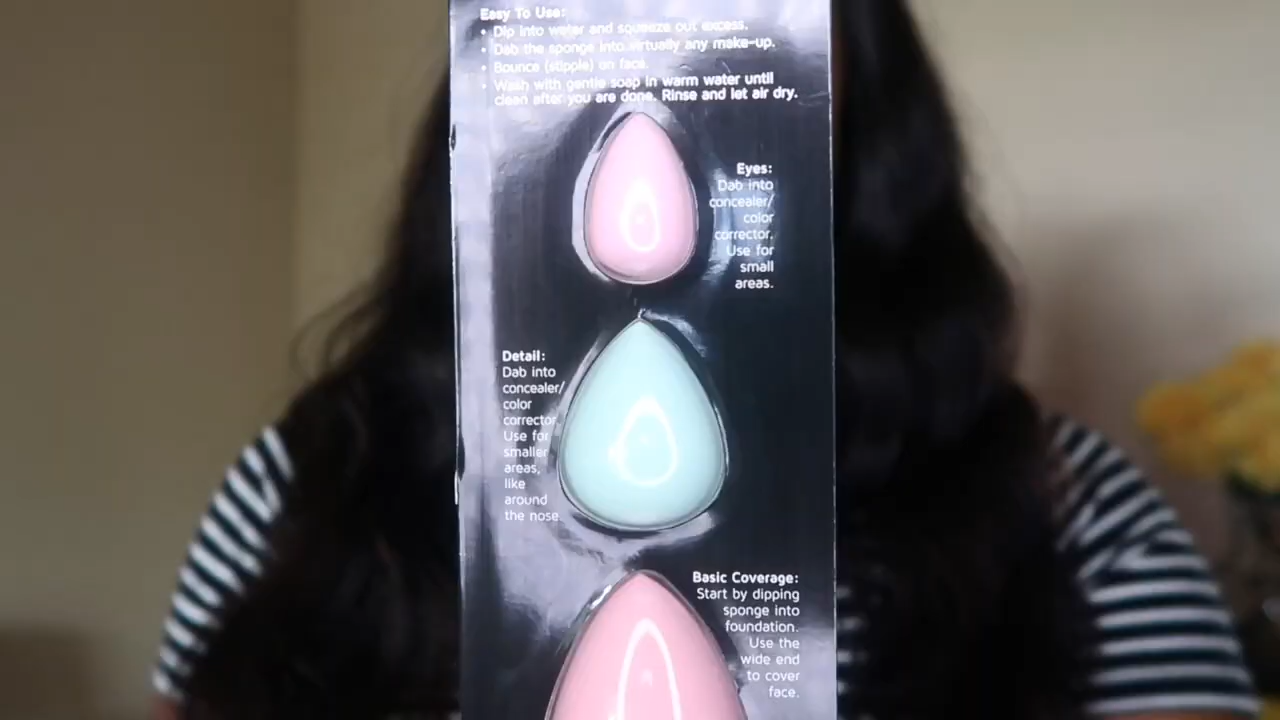 Easy To Use:
• Dip into water and squeeze out excess.
• Dab the sponge into virtually any make-up.
• Bounce (stipple) on face.
• Wash with gentle soap in warm water until
clean after you are done. Rinse and let air dry.
Eyes:
Dab into
concealer/
color
corrector.
Use for
small
areas.
Detail:
Dab into
concealer/
color
corrector.
Use for
smaller
areas,
like
around
the nose.
Basic Coverage:
Start by dipping
sponge into
foundation.
Use the
wide end
to cover
face.